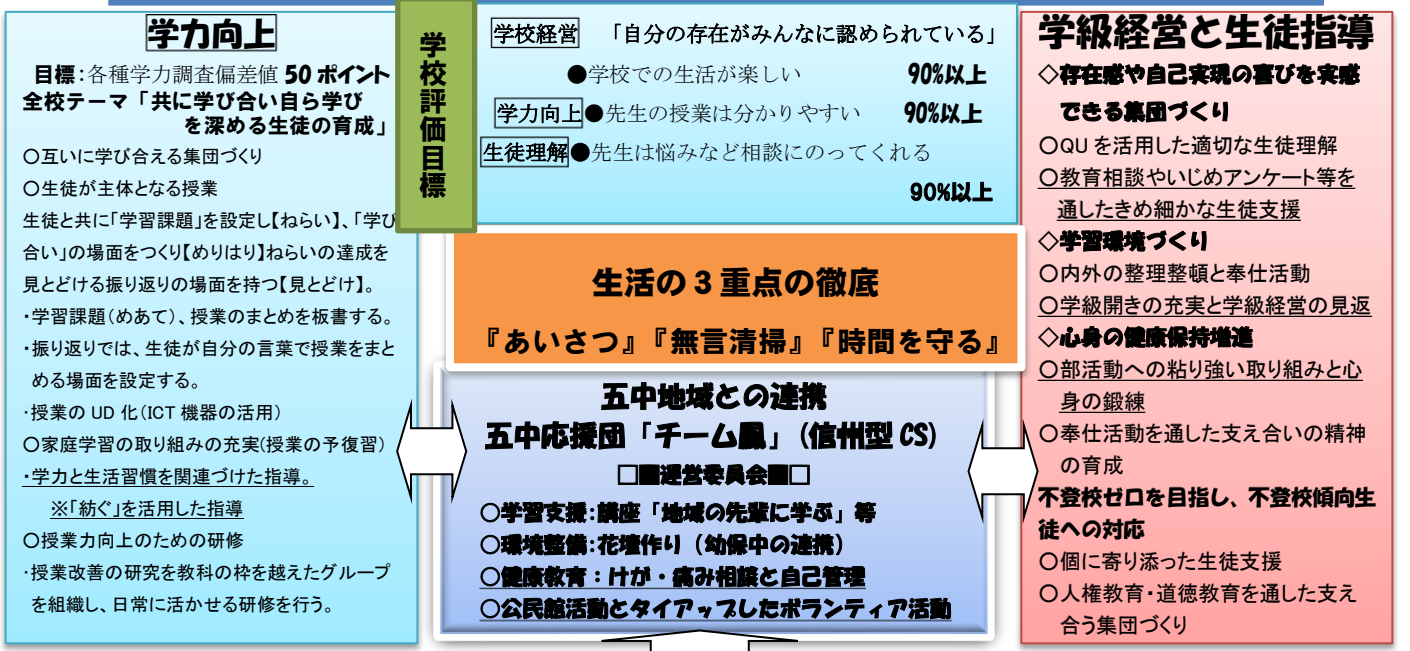 学力向上
目標:各種学力調査偏差値 50 ポイント
全校テーマ「共に学び合い自ら学び
を深める生徒の育成」
○互いに学び合える集団づくり
○生徒が主体となる授業
生徒と共に「学習課題」を設定し【ねらい】、「学び
合い」の場面をつくり【めりはり】ねらいの達成を
見とどける振り返りの場面を持つ【見とどけ】。
・学習課題(めあて)、授業のまとめを板書する。
・振り返りでは、生徒が自分の言葉で授業をまと
める場面を設定する。
・授業の UD 化(ICT 機器の活用)
○家庭学習の取り組みの充実(授業の予復習)
・学力と生活習慣を関連づけた指導。
※「紡ぐ」を活用した指導
○授業力向上のための研修
・授業改善の研究を教科の枠を越えたグループ
を組織し、日常に活かせる研修を行う。
学校評価目標
学校経営 「自分の存在がみんなに認められている」
●学校での生活が楽しい 90%以上
学力向上●先生の授業は分かりやすい 90%以上
生徒理解●先生は悩みなど相談にのってくれる
90%以上
生活の3重点の徹底
『あいさつ』『無言清掃』『時間を守る』
五中地域との連携
五中応援団「チーム鳳」(信州型 CS)
□■運営委員会■□
○学習支援:講座「地域の先輩に学ぶ」等
○環境整備:花壇作り(幼保中の連携)
○健康教育:けが・痛み相談と自己管理
○公民館活動とタイアップしたボランティア活動
学級経営と生徒指導
◇存在感や自己実現の喜びを実感
できる集団づくり
○QU を活用した適切な生徒理解
○教育相談やいじめアンケート等を
通したきめ細かな生徒支援
◇学習環境づくり
○内外の整理整頓と奉仕活動
○学級開きの充実と学級経営の見返
◇心身の健康保持増進
○部活動への粘り強い取り組みと心
身の鍛練
○奉仕活動を通した支え合いの精神
の育成
不登校ゼロを目指し、不登校傾向生
徒への対応
○個に寄り添った生徒支援
○人権教育・道徳教育を通した支え
合う集団づくり